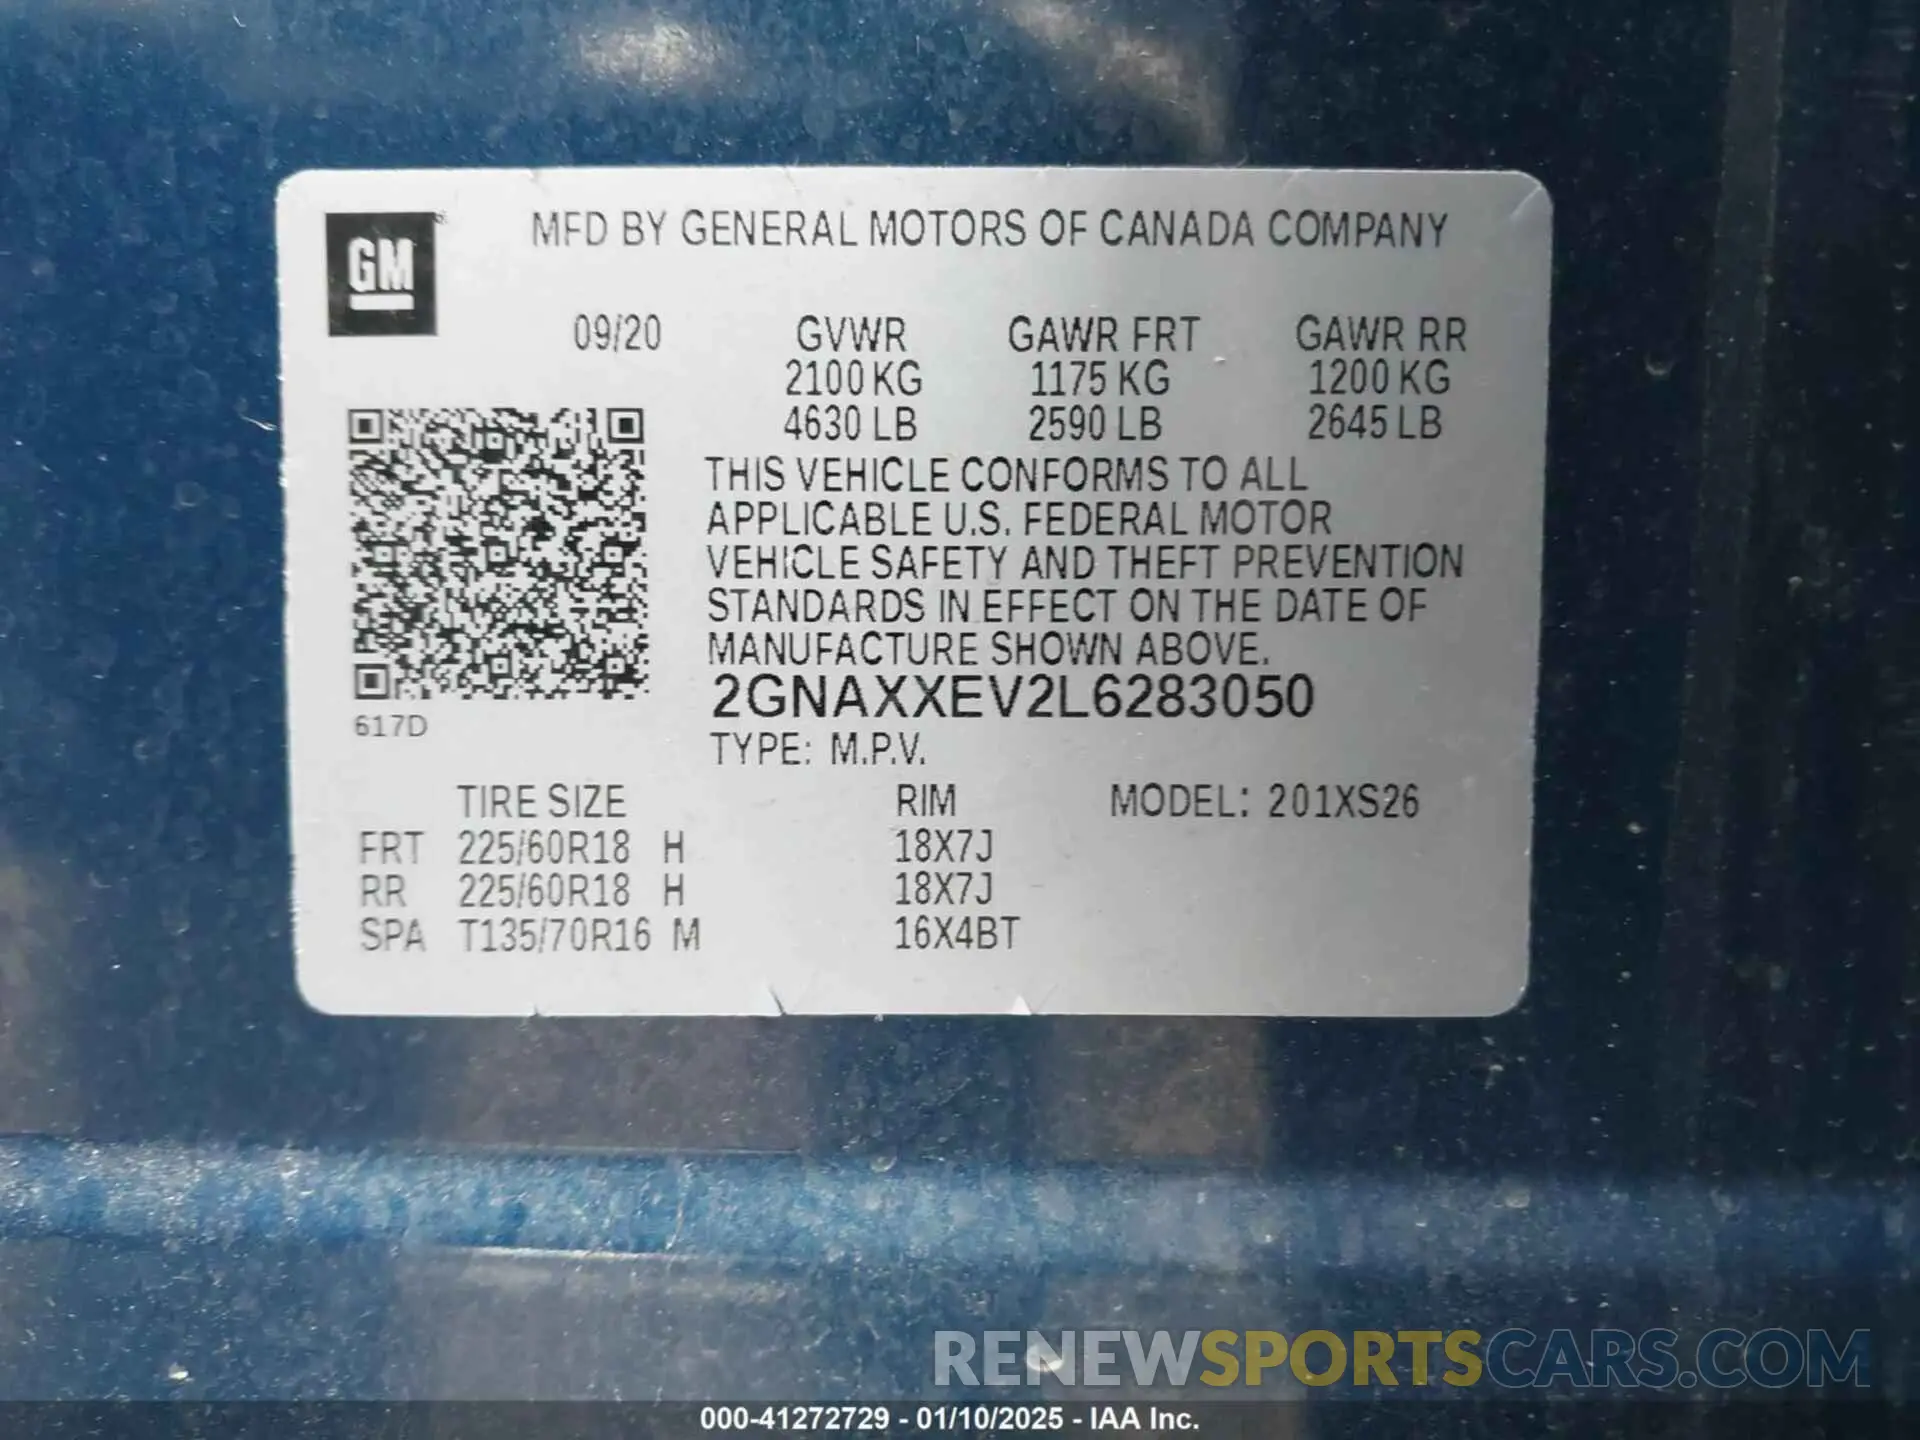 MFD BY GENERAL MOTORS OF CANADA COMPANY
GM
09/20 GVWR GAWR FRT GAWR RR
2100 KG 1175 KG 1200 KG
4630 LB 2590 LB 2645 LB
THIS VEHICLE CONFORMS TO ALL
APPLICABLE U.S. FEDERAL MOTOR
VEHICLE SAFETY AND THEFT PREVENTION
STANDARDS IN EFFECT ON THE DATE OF
MANUFACTURE SHOWN ABOVE.
2GNAXXEV2L6283050
617D
TYPE: M.P.V.
TIRE SIZE RIM MODEL: 201XS26
FRT 225/60R18 H 18X7J
RR 225/60R18 H 18X7J
SPA T135/70R16 M 16X4BT
RENEWSPORTSCARS.COM
000-41272729 - 01/10/2025 - IAA Inc.